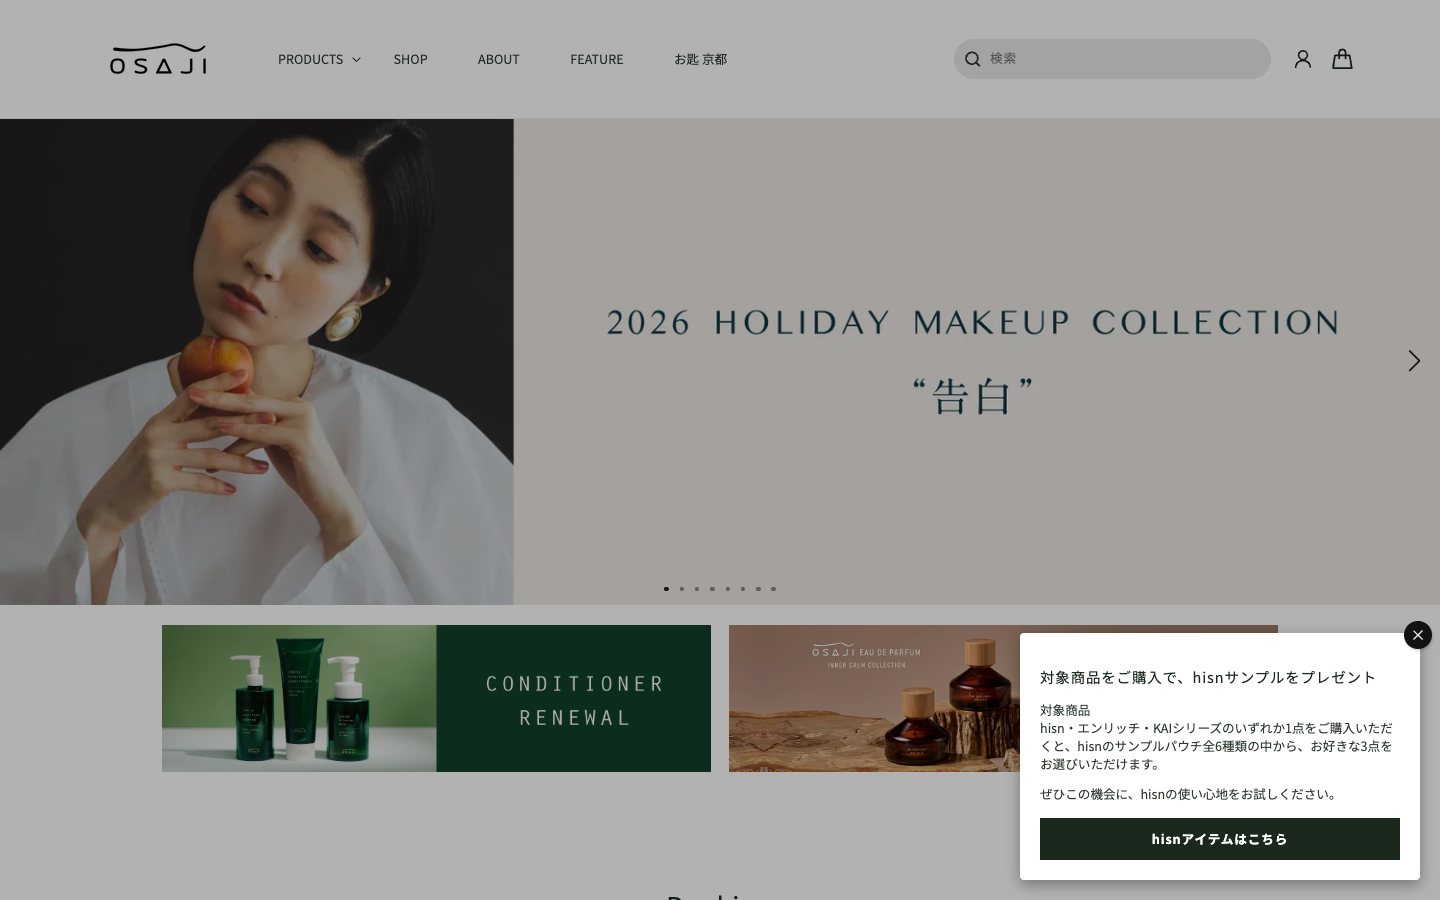 OSAJI
PRODUCTS
SHOP
ABOUT
FEATURE
お匙 京都
検索
2026 HOLIDAY MAKEUP COLLECTION
“告白”
CONDITIONER
RENEWAL
OSAJI EAU DE PARFUM
INNER CALM COLLECTION
対象商品をご購入で、hisnサンプルをプレゼント
対象商品
hisn・エンリッチ・KAIシリーズのいずれか1点をご購入いただ
くと、hisnのサンプルパウチ全6種類の中から、お好きな3点を
お選びいただけます。
ぜひこの機会に、hisnの使い心地をお試しください。
hisnアイテムはこちら